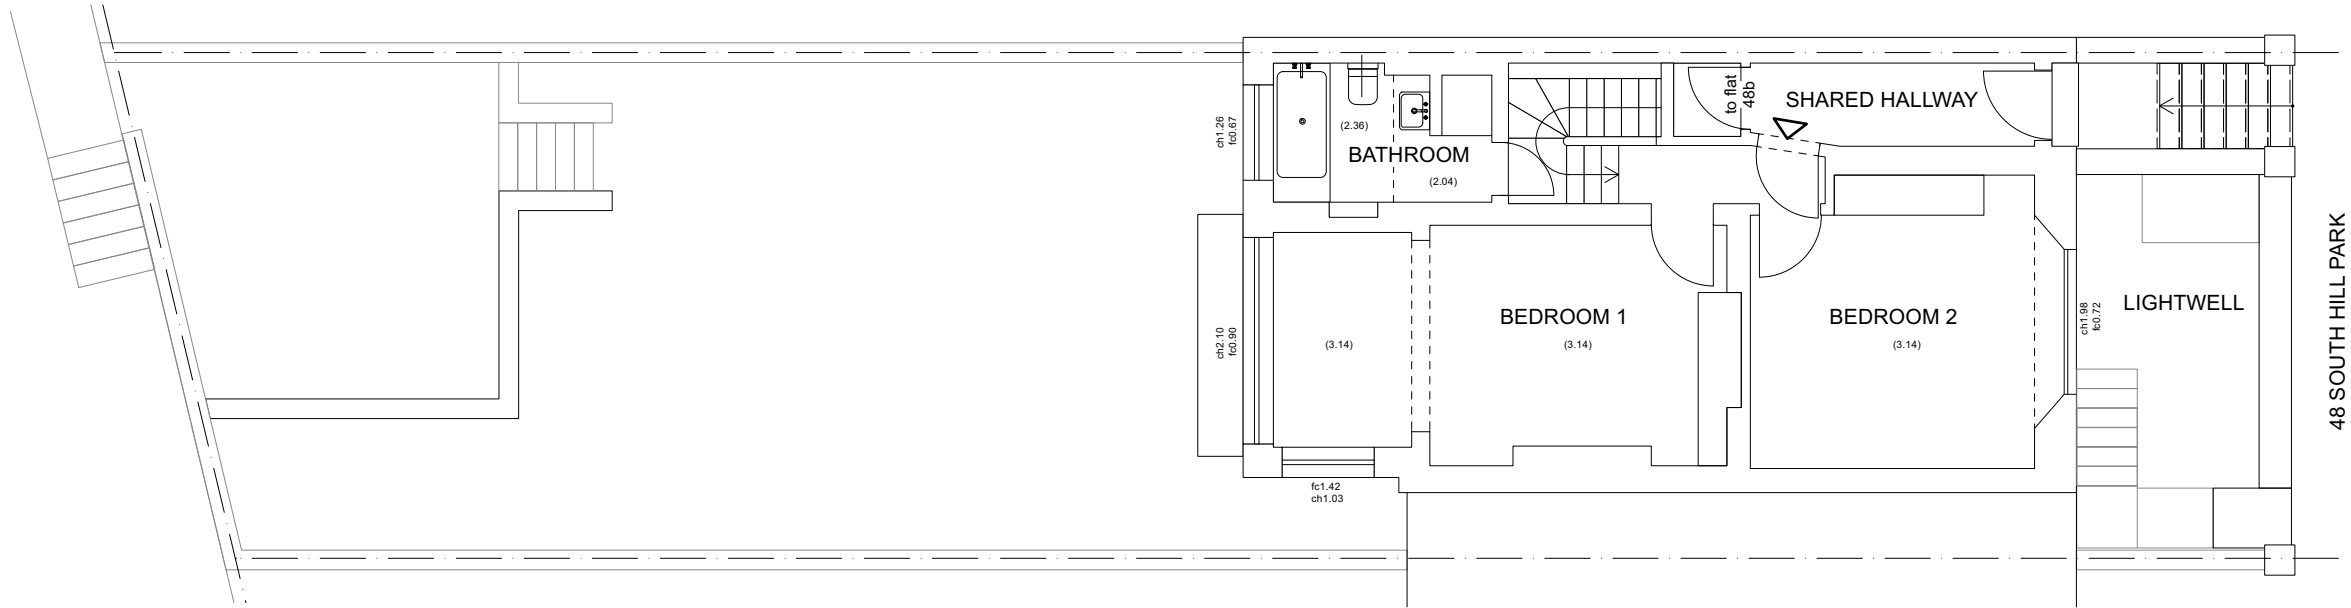 to flat
48b
SHARED HALLWAY
(2.36)
BATHROOM
(2.04)
ch1.26
fc0.67
ch2.10
fc0.90
(3.14)
BEDROOM 1
(3.14)
BEDROOM 2
(3.14)
ch1.98
fc0.72
LIGHTWELL
48 SOUTH HILL PARK
fc1.42
ch1.03